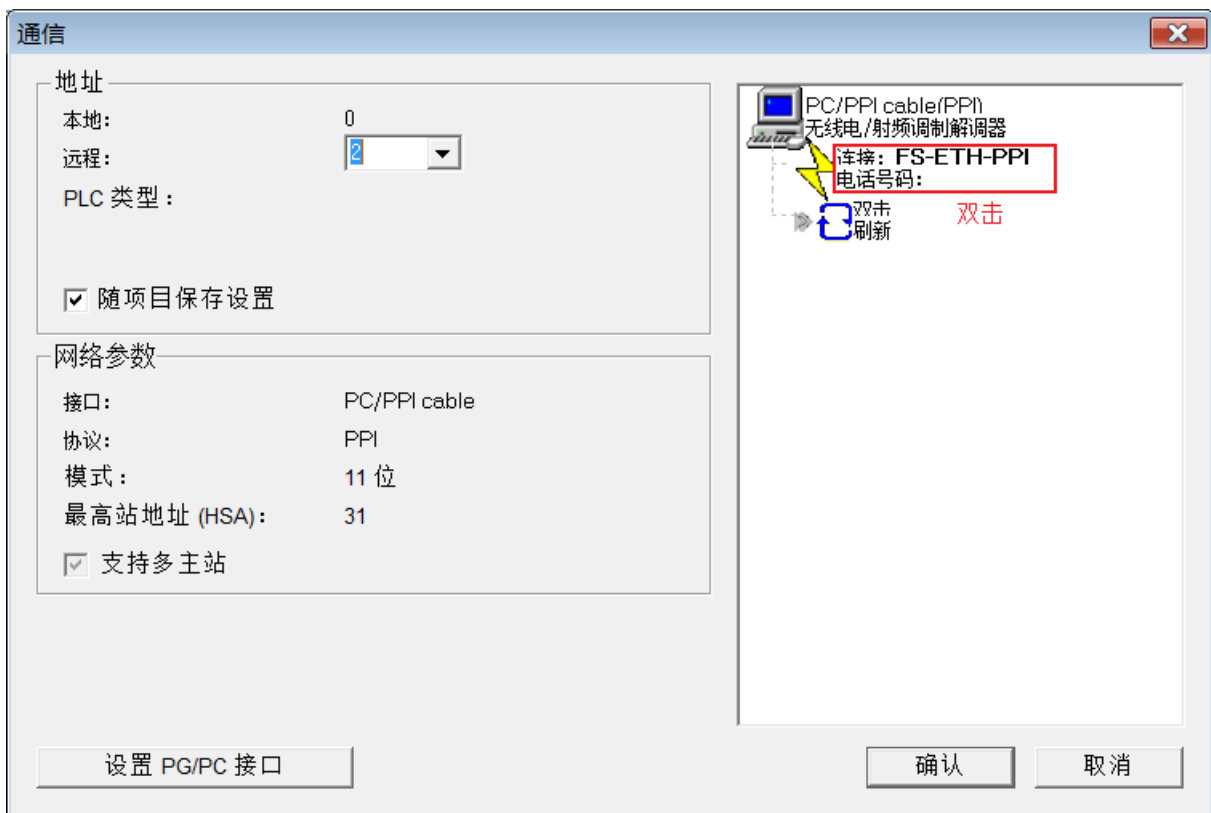 通信
地址
本地: 0
远程: 2
PLC 类型：
随项目保存设置
网络参数
接口: PC/PPI cable
协议: PPI
模式： 11 位
最高站地址 (HSA)： 31
支持多主站
设置 PG/PC 接口
PC/PPI cable(PPI)
无线电/射频调制解调器
连接: FS-ETH-PPI
电话号码:
双击
刷新
双击
确认
取消